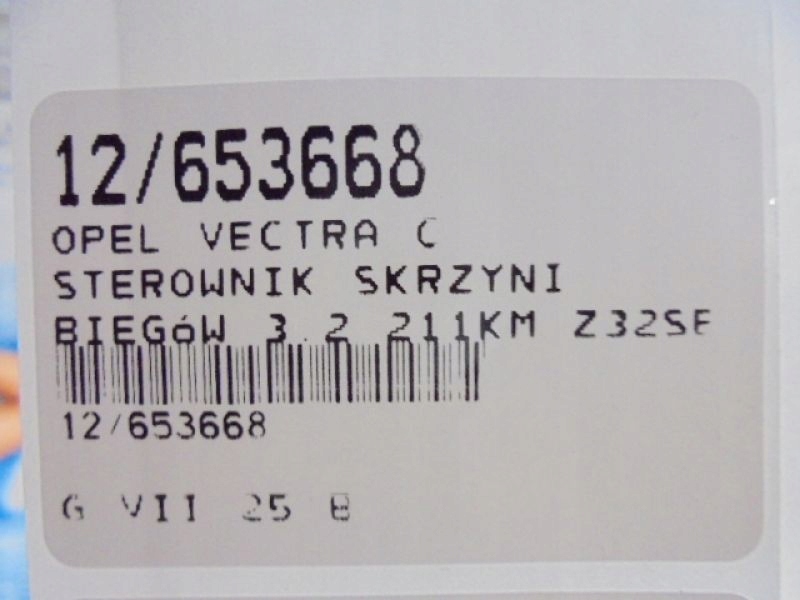 12/653668
OPEL VECTRA C
STEROWNIK SKRZYNI
BIEGóW 3.2 211KM Z32SE
12/653668
G VII 25 B